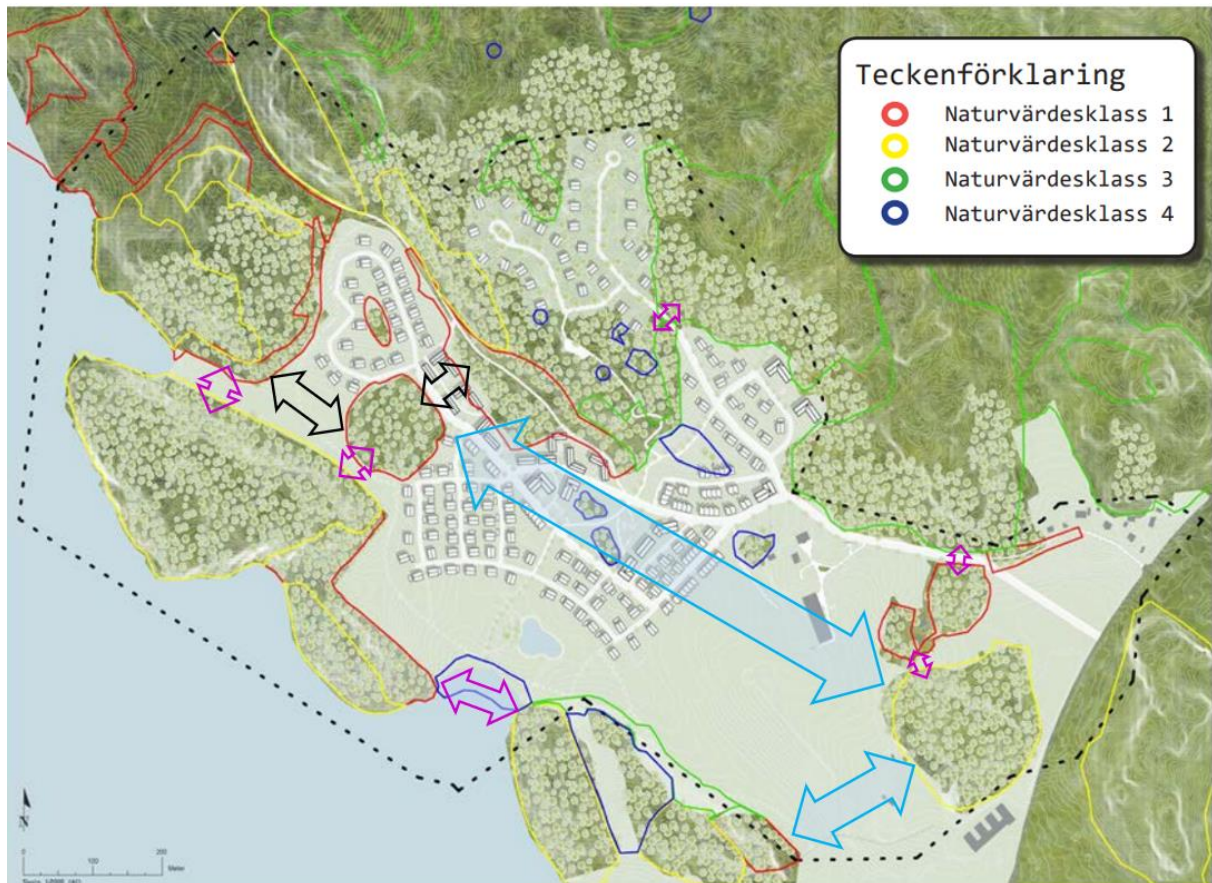 Teckenförklaring
Naturvärdesklass 1
Naturvärdesklass 2
Naturvärdesklass 3
Naturvärdesklass 4
N
0 100 200
Meter